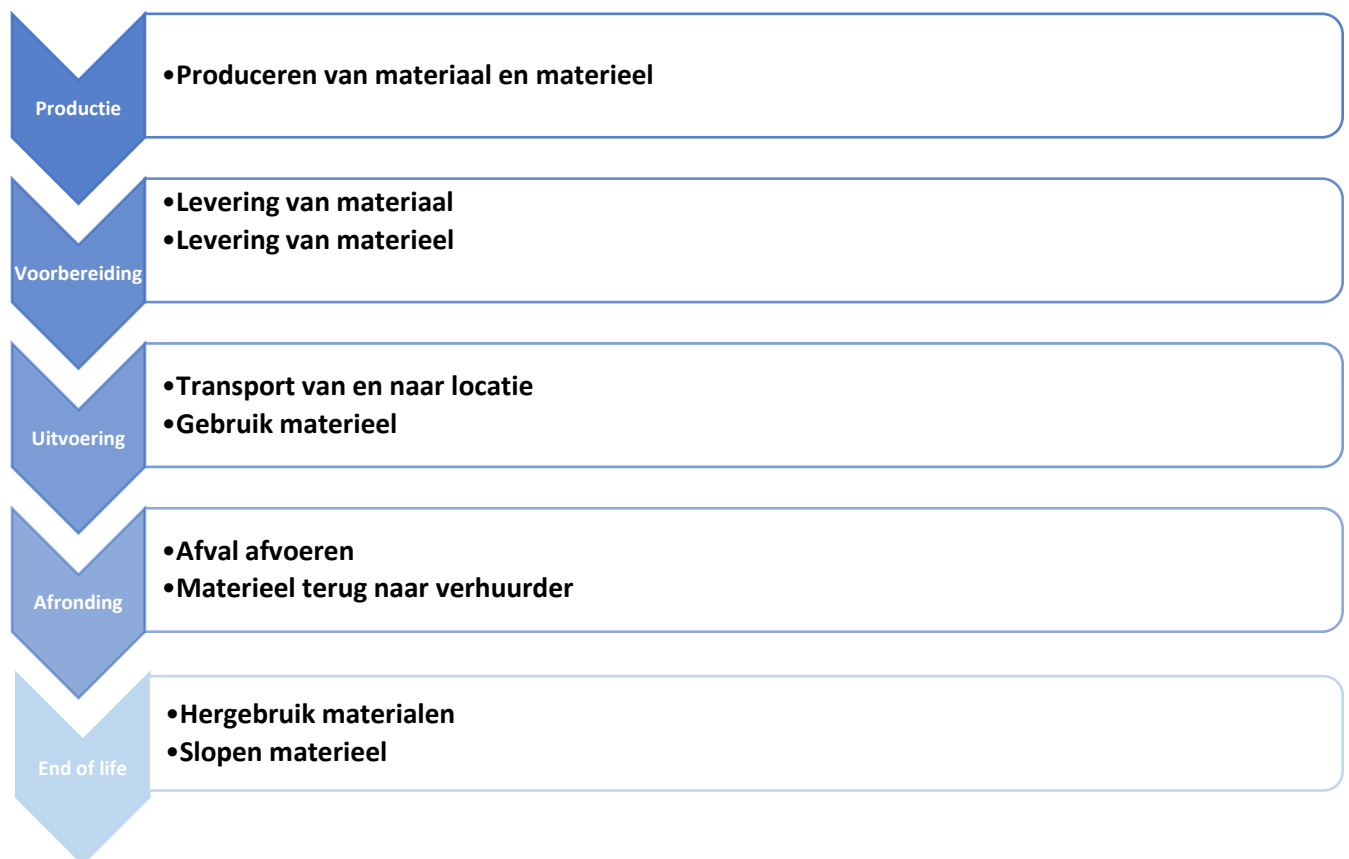 Productie
•Produceren van materiaal en materieel
Voorbereiding
•Levering van materiaal
•Levering van materieel
Uitvoering
•Transport van en naar locatie
•Gebruik materieel
Afronding
•Afval afvoeren
•Materieel terug naar verhuurder
End of life
•Hergebruik materialen
•Slopen materieel